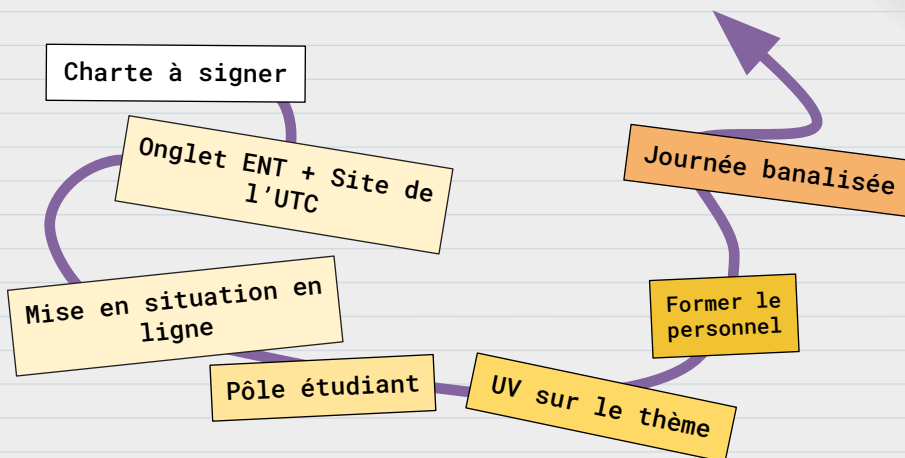 Charte à signer
Onglet ENT + Site de
l’UTC
Mise en situation en
ligne
Pôle étudiant
UV sur le thème
Former le
personnel
Journée banalisée